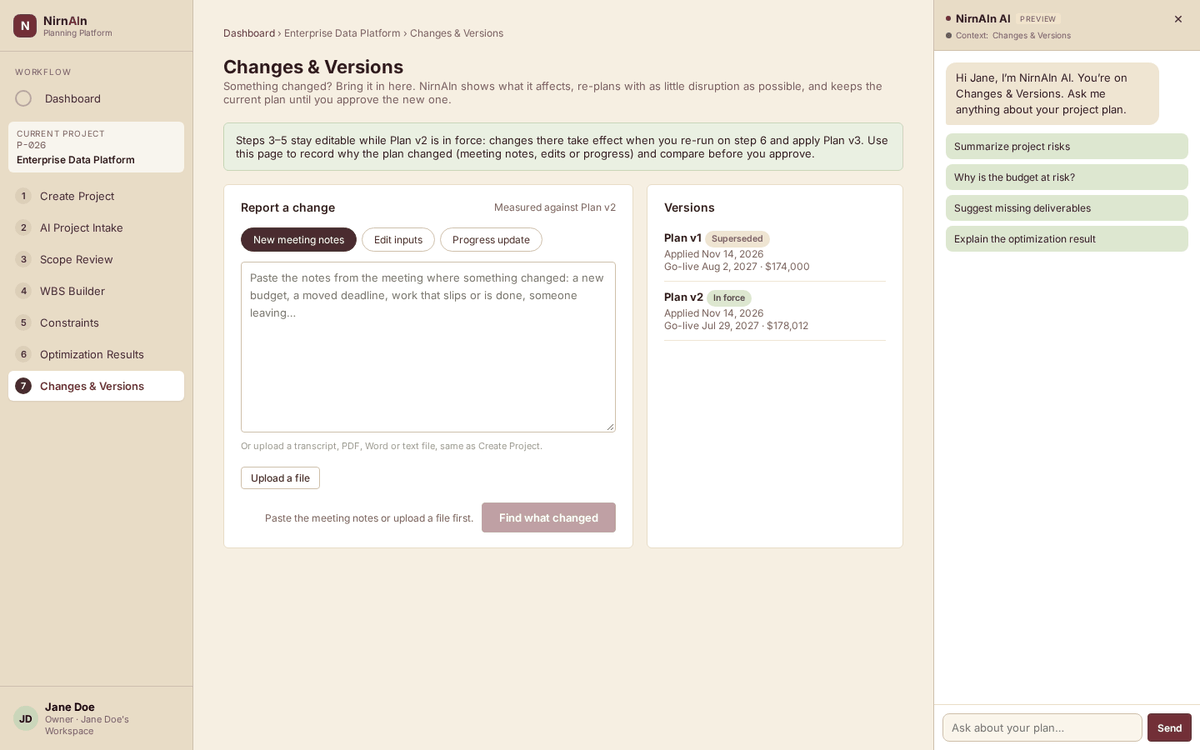 N
NirnAIn
Planning Platform
WORKFLOW
Dashboard
CURRENT PROJECT
P-026
Enterprise Data Platform
1 Create Project
2 AI Project Intake
3 Scope Review
4 WBS Builder
5 Constraints
6 Optimization Results
7 Changes & Versions
JD
Jane Doe
Owner · Jane Doe's
Workspace
Dashboard › Enterprise Data Platform › Changes & Versions
Changes & Versions
Something changed? Bring it in here. NirnAIn shows what it affects, re-plans with as little disruption as possible, and keeps the
current plan until you approve the new one.
Steps 3–5 stay editable while Plan v2 is in force: changes there take effect when you re-run on step 6 and apply Plan v3. Use
this page to record why the plan changed (meeting notes, edits or progress) and compare before you approve.
Report a change
Measured against Plan v2
New meeting notes
Edit inputs
Progress update
Paste the notes from the meeting where something changed: a new
budget, a moved deadline, work that slips or is done, someone
leaving...
Or upload a transcript, PDF, Word or text file, same as Create Project.
Upload a file
Paste the meeting notes or upload a file first.
Find what changed
Versions
Plan v1 Superseded
Applied Nov 14, 2026
Go-live Aug 2, 2027 · $174,000
Plan v2 In force
Applied Nov 14, 2026
Go-live Jul 29, 2027 · $178,012
NirnAIn AI PREVIEW
✕
Context: Changes & Versions
Hi Jane, I’m NirnAIn AI. You’re on
Changes & Versions. Ask me
anything about your project plan.
Summarize project risks
Why is the budget at risk?
Suggest missing deliverables
Explain the optimization result
Ask about your plan...
Send